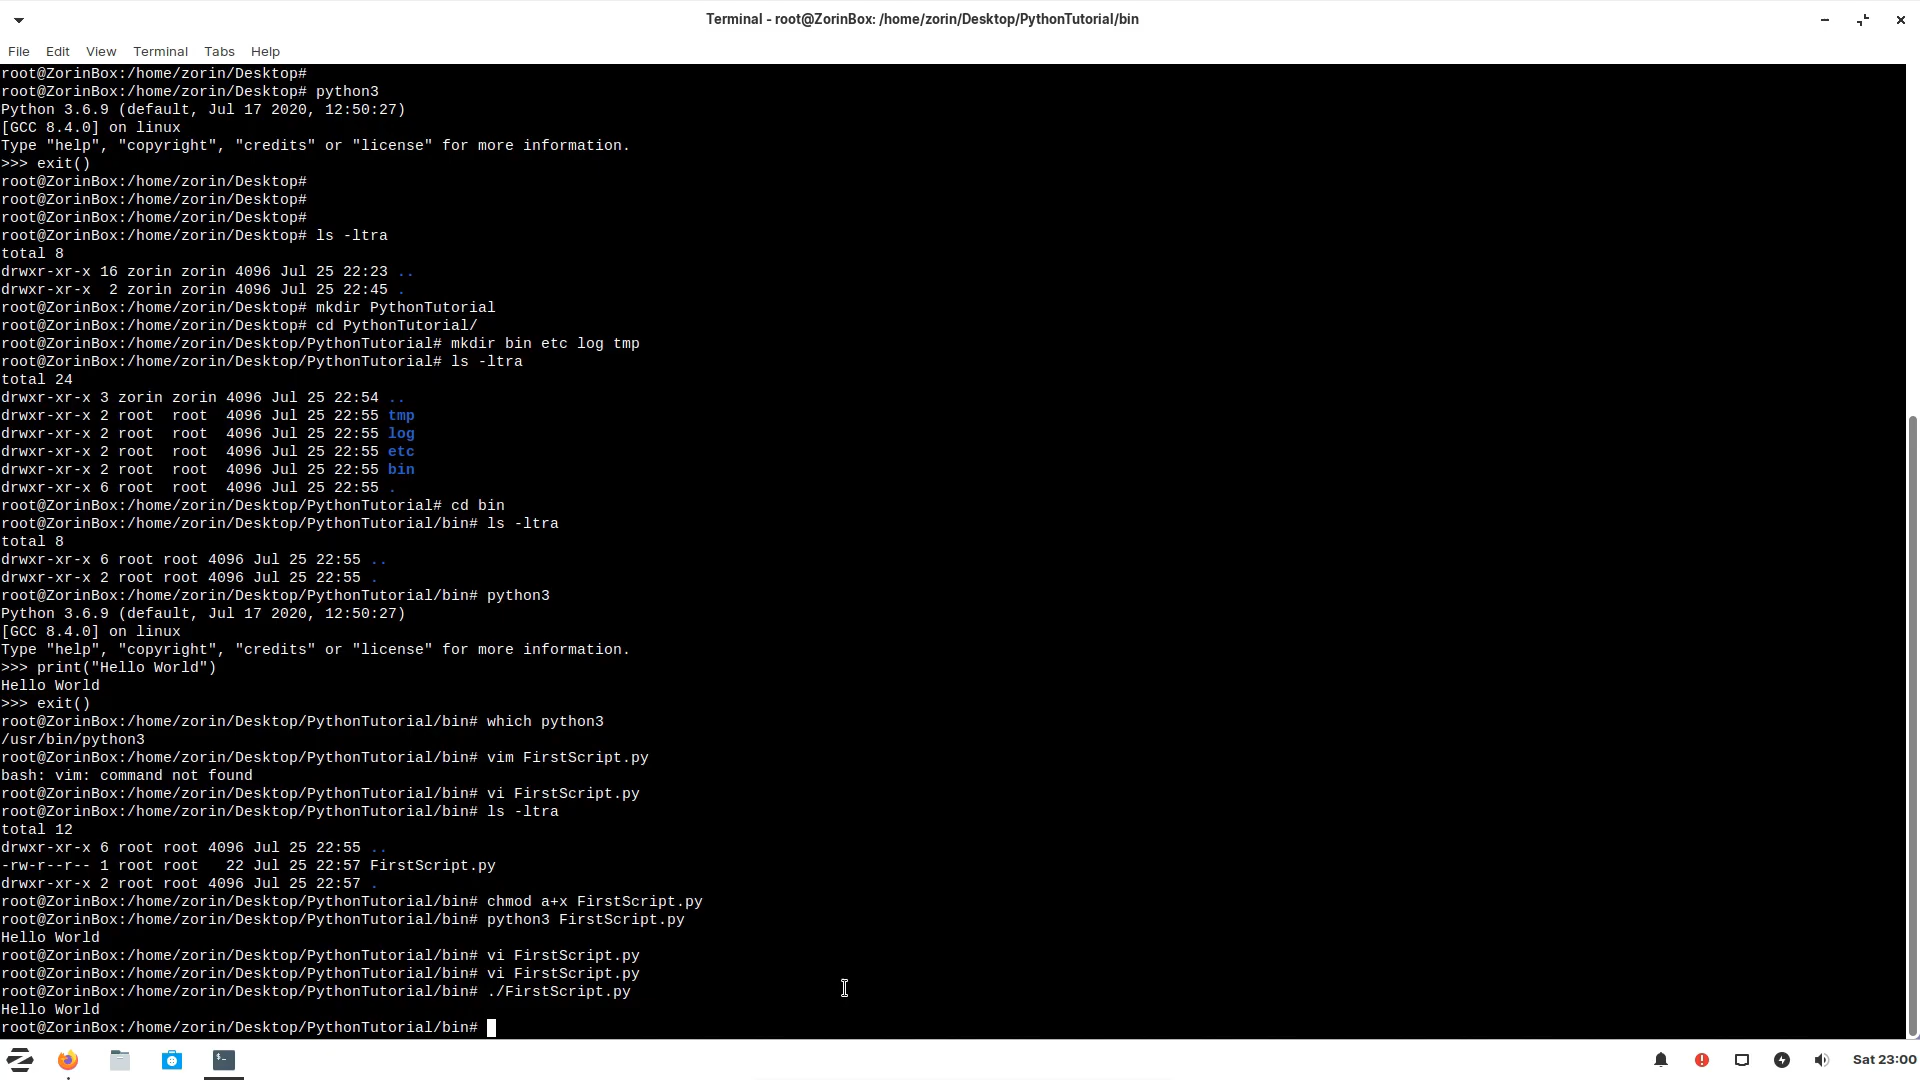 Terminal - root@ZorinBox: /home/zorin/Desktop/PythonTutorial/bin
File Edit View Terminal Tabs Help
root@ZorinBox:/home/zorin/Desktop#
root@ZorinBox:/home/zorin/Desktop# python3
Python 3.6.9 (default, Jul 17 2020, 12:50:27)
[GCC 8.4.0] on linux
Type "help", "copyright", "credits" or "license" for more information.
>>> exit()
root@ZorinBox:/home/zorin/Desktop#
root@ZorinBox:/home/zorin/Desktop#
root@ZorinBox:/home/zorin/Desktop#
root@ZorinBox:/home/zorin/Desktop# ls -ltra
total 8
drwxr-xr-x 16 zorin zorin 4096 Jul 25 22:23 ..
drwxr-xr-x  2 zorin zorin 4096 Jul 25 22:45 .
root@ZorinBox:/home/zorin/Desktop# mkdir PythonTutorial
root@ZorinBox:/home/zorin/Desktop# cd PythonTutorial/
root@ZorinBox:/home/zorin/Desktop/PythonTutorial# mkdir bin etc log tmp
root@ZorinBox:/home/zorin/Desktop/PythonTutorial# ls -ltra
total 24
drwxr-xr-x 3 zorin zorin 4096 Jul 25 22:54 ..
drwxr-xr-x 2 root  root  4096 Jul 25 22:55 tmp
drwxr-xr-x 2 root  root  4096 Jul 25 22:55 log
drwxr-xr-x 2 root  root  4096 Jul 25 22:55 etc
drwxr-xr-x 2 root  root  4096 Jul 25 22:55 bin
drwxr-xr-x 6 root  root  4096 Jul 25 22:55 .
root@ZorinBox:/home/zorin/Desktop/PythonTutorial# cd bin
root@ZorinBox:/home/zorin/Desktop/PythonTutorial/bin# ls -ltra
total 8
drwxr-xr-x 6 root root 4096 Jul 25 22:55 ..
drwxr-xr-x 2 root root 4096 Jul 25 22:55 .
root@ZorinBox:/home/zorin/Desktop/PythonTutorial/bin# python3
Python 3.6.9 (default, Jul 17 2020, 12:50:27)
[GCC 8.4.0] on linux
Type "help", "copyright", "credits" or "license" for more information.
>>> print("Hello World")
Hello World
>>> exit()
root@ZorinBox:/home/zorin/Desktop/PythonTutorial/bin# which python3
/usr/bin/python3
root@ZorinBox:/home/zorin/Desktop/PythonTutorial/bin# vim FirstScript.py
bash: vim: command not found
root@ZorinBox:/home/zorin/Desktop/PythonTutorial/bin# vi FirstScript.py
root@ZorinBox:/home/zorin/Desktop/PythonTutorial/bin# ls -ltra
total 12
drwxr-xr-x 6 root root 4096 Jul 25 22:55 ..
-rw-r--r-- 1 root root   22 Jul 25 22:57 FirstScript.py
drwxr-xr-x 2 root root 4096 Jul 25 22:57 .
root@ZorinBox:/home/zorin/Desktop/PythonTutorial/bin# chmod a+x FirstScript.py
root@ZorinBox:/home/zorin/Desktop/PythonTutorial/bin# python3 FirstScript.py
Hello World
root@ZorinBox:/home/zorin/Desktop/PythonTutorial/bin# vi FirstScript.py
root@ZorinBox:/home/zorin/Desktop/PythonTutorial/bin# vi FirstScript.py
root@ZorinBox:/home/zorin/Desktop/PythonTutorial/bin# ./FirstScript.py
Hello World
root@ZorinBox:/home/zorin/Desktop/PythonTutorial/bin#
Sat 23:00